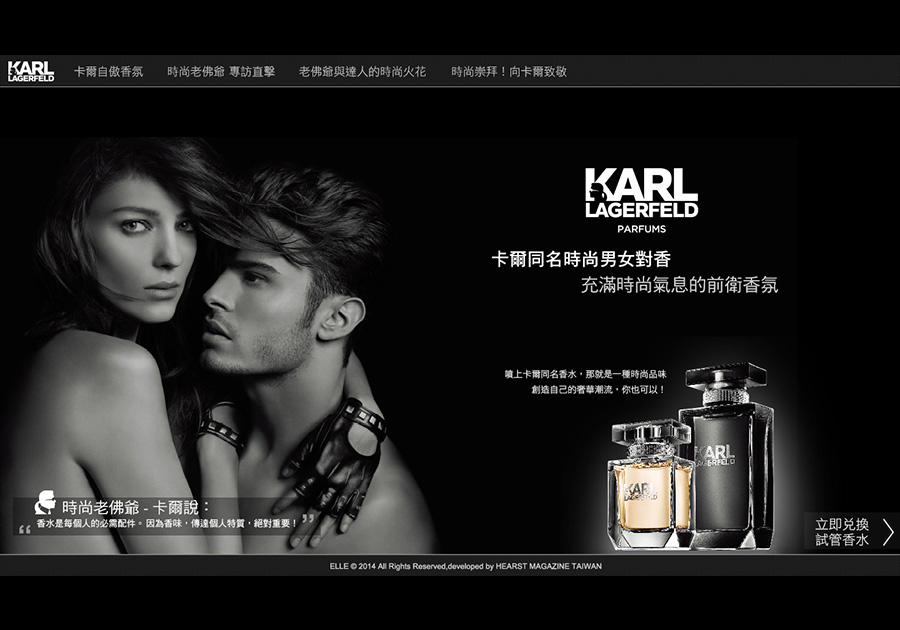 KARL
LAGERFELD
卡爾自傲香氛
時尚老佛爺 專訪直擊
老佛爺與達人的時尚火花
時尚崇拜！向卡爾致敬
KARL
LAGERFELD
PARFUMS
卡爾同名時尚男女對香
充滿時尚氣息的前衛香氛
噴上卡爾同名香水，那就是一種時尚品味
創造自己的奢華潮流，你也可以！
KARL
LAGERFELD
KARL
LAGERFELD
時尚老佛爺 - 卡爾說：
“ 香水是每個人的必需配件。因為香味，傳達個人特質，絕對重要！ ”
立即兌換
試管香水
ELLE © 2014 All Rights Reserved,developed by HEARST MAGAZINE TAIWAN